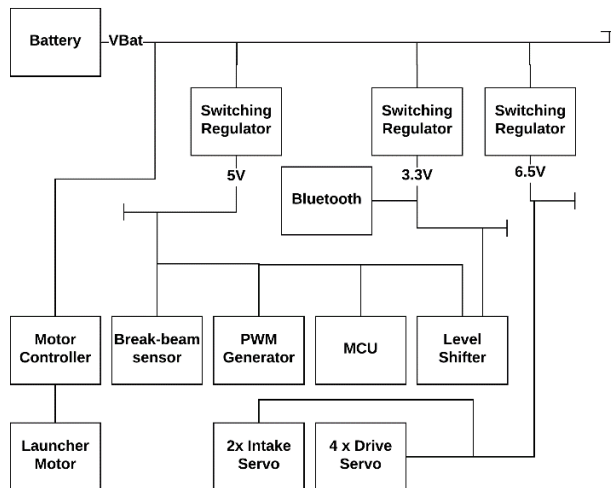 Battery
VBat
Switching
Regulator
Switching
Regulator
Switching
Regulator
5V
3.3V
6.5V
Bluetooth
Motor
Controller
Break-beam
sensor
PWM
Generator
MCU
Level
Shifter
Launcher
Motor
2x Intake
Servo
4 x Drive
Servo